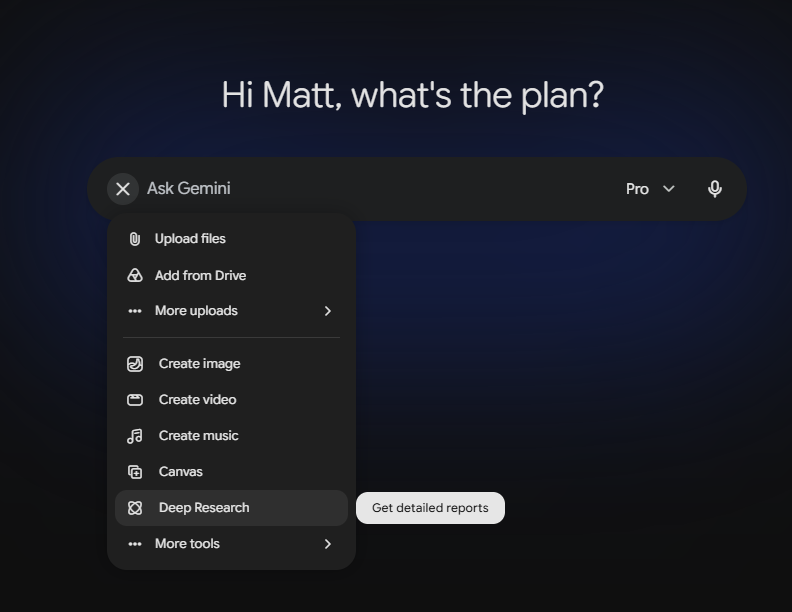 Hi Matt, what's the plan?
Ask Gemini
Pro
Upload files
Add from Drive
More uploads
Create image
Create video
Create music
Canvas
Deep Research
Get detailed reports
More tools